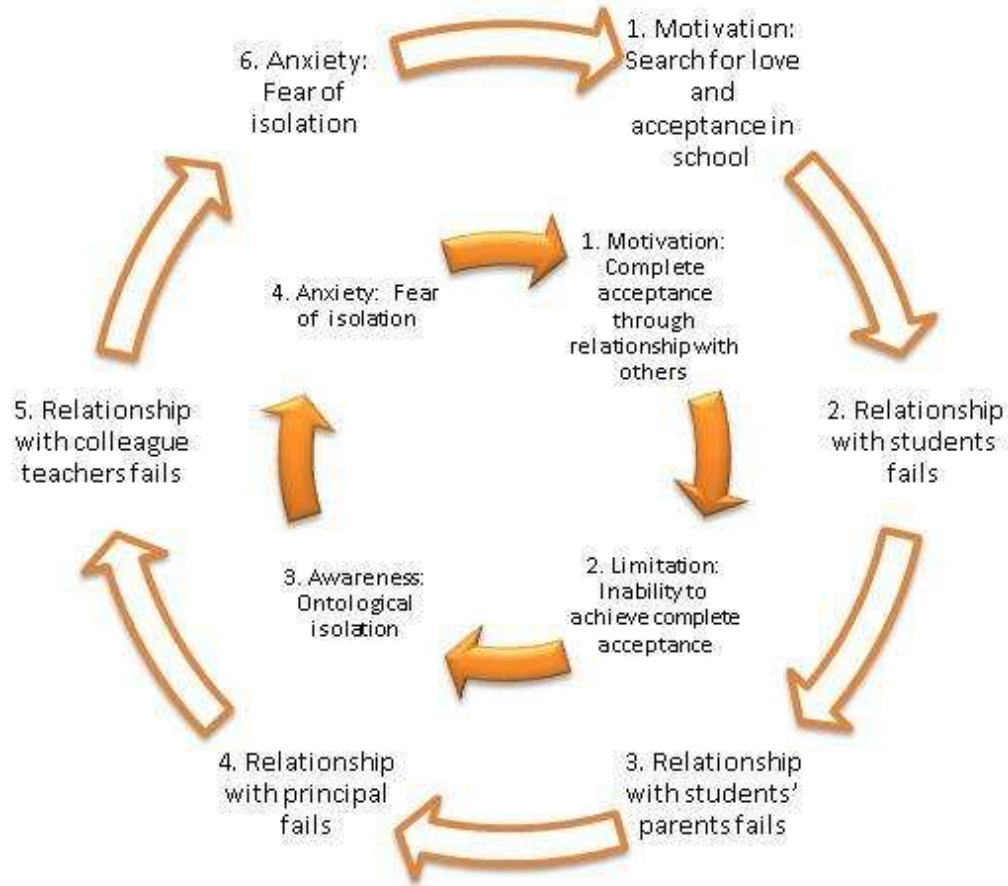 1. Motivation:
Search for love
and
acceptance in
school
2. Relationship
with students
fails
3. Relationship
with students’
parents fails
4. Relationship
with principal
fails
5. Relationship
with colleague
teachers fails
6. Anxiety:
Fear of
isolation
1. Motivation:
Complete
acceptance
through
relationship with
others
2. Limitation:
Inability to
achieve complete
acceptance
3. Awareness:
Ontological
isolation
4. Anxiety: Fear
of isolation